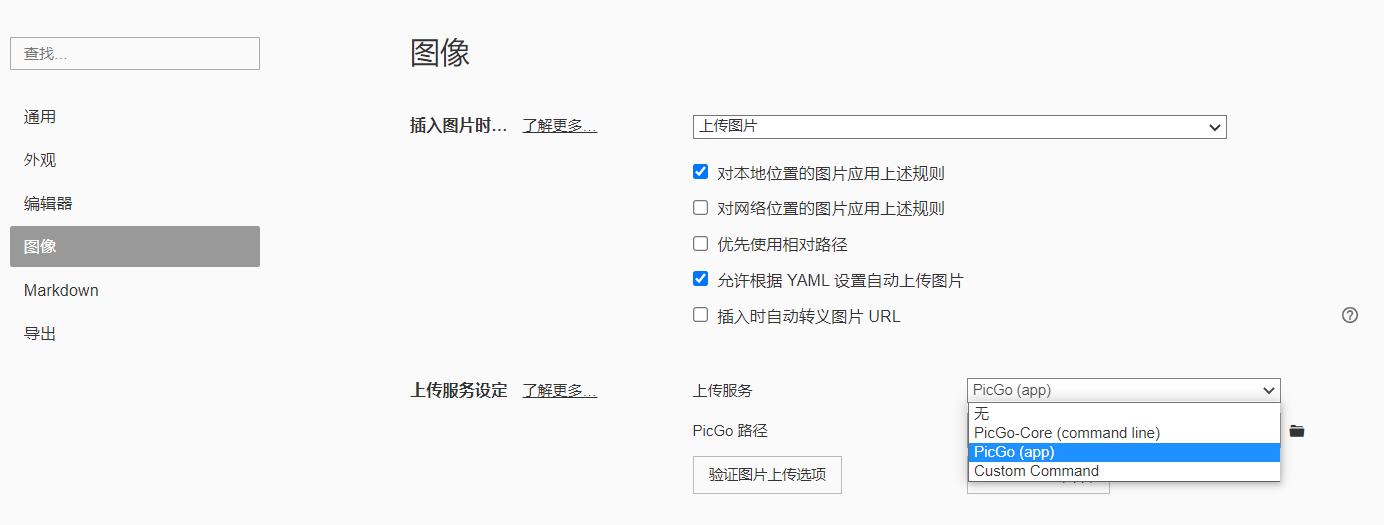 图像
查找...
通用
外观
编辑器
图像
Markdown
导出
插入图片时... 了解更多... 上传图片
对本地位置的图片应用上述规则
对网络位置的图片应用上述规则
优先使用相对路径
允许根据 YAML 设置自动上传图片
插入时自动转义图片 URL
上传服务设定 了解更多... 上传服务 PicGo (app)
无
PicGo 路径
PicGo-Core (command line)
PicGo (app)
Custom Command
验证图片上传选项